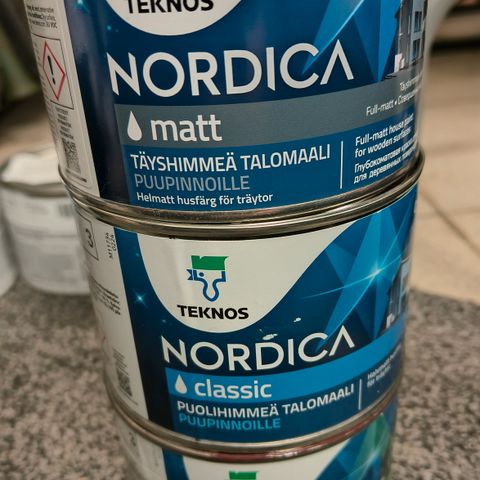 TEKNOS
NORDICA
matt
TÄYSHIMMEÄ TALOMAALI
PUUPINNOILLE
Helmatt husfärg för träytor
Full-matt house paint
for wooden surfaces
TEKNOS
NORDICA
classic
PUOLIHIMMEÄ TALOMAALI
PUUPINNOILLE
TEKNOS